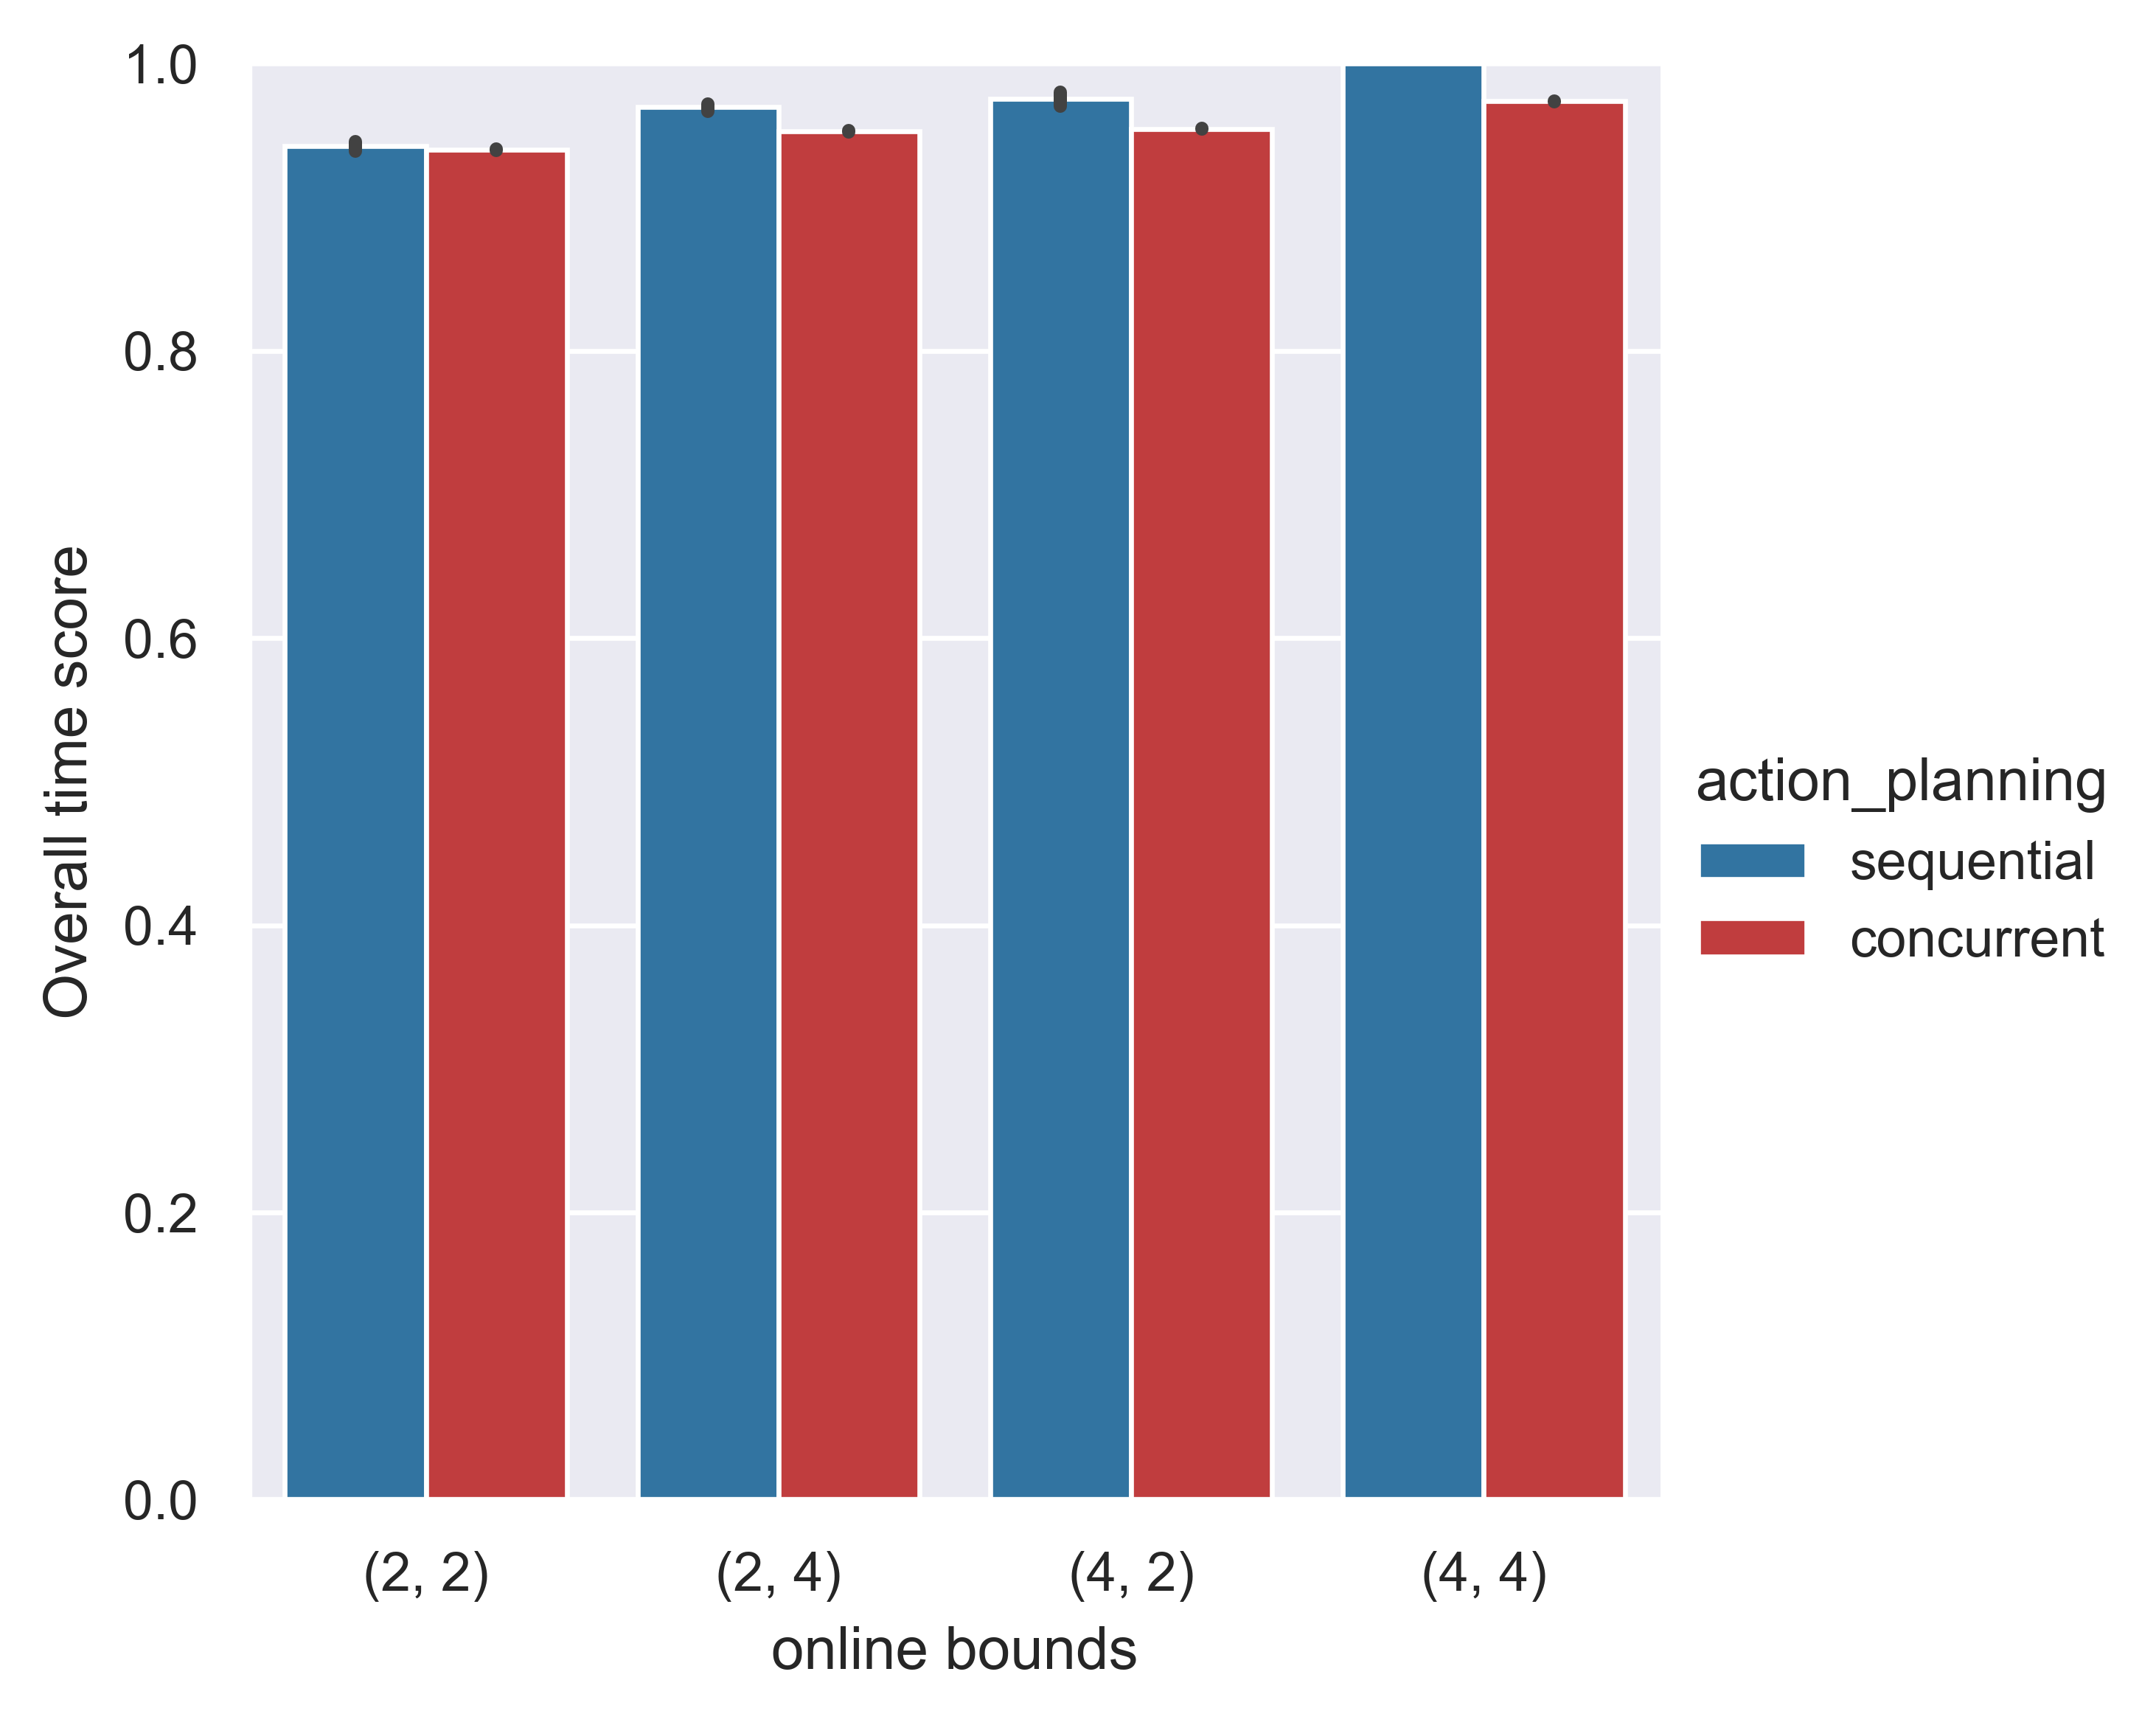 1.0
0.8
0.6
0.4
0.2
0.0
Overall time score
(2, 2)
(2, 4)
(4, 2)
(4, 4)
online bounds
action_planning
sequential
concurrent